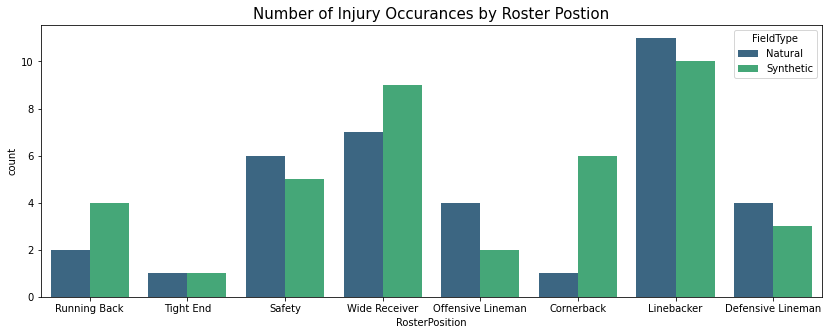 Number of Injury Occurances by Roster Postion
FieldType
Natural
Synthetic
count
10
8
6
4
2
0
Running Back Tight End Safety Wide Receiver Offensive Lineman Cornerback Linebacker Defensive Lineman
RosterPosition